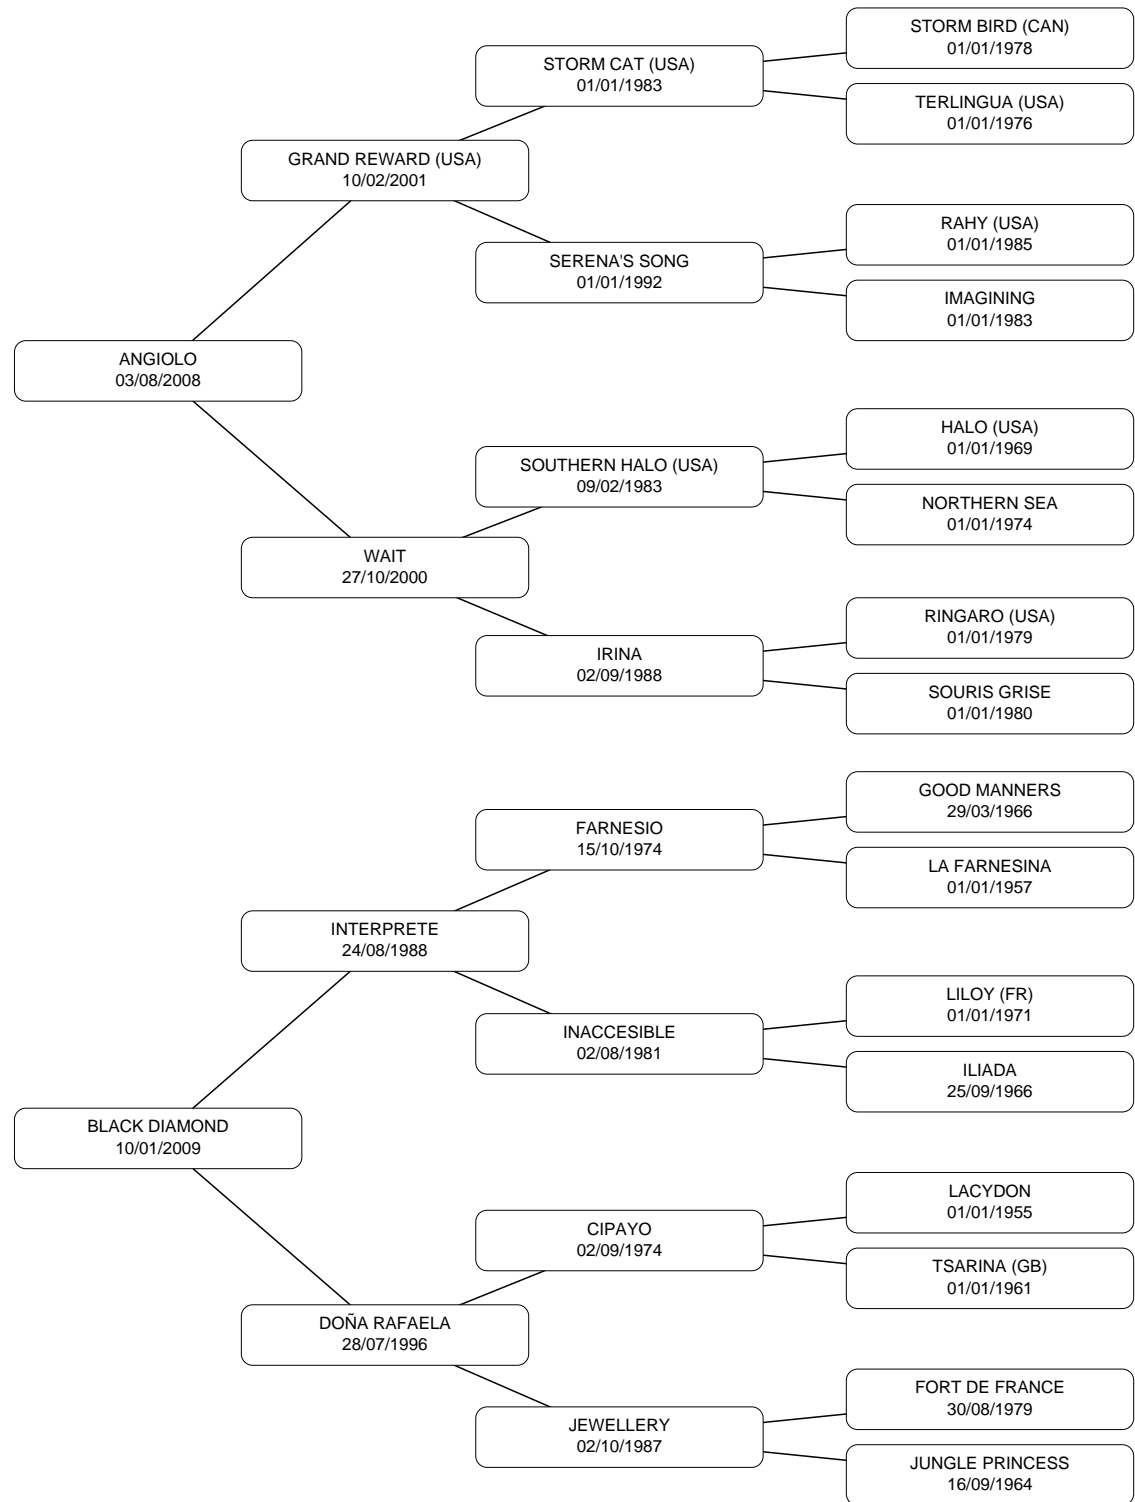 STORM BIRD (CAN)
01/01/1978
STORM CAT (USA)
01/01/1983
TERLINGUA (USA)
01/01/1976
GRAND REWARD (USA)
10/02/2001
RAHY (USA)
01/01/1985
SERENA'S SONG
01/01/1992
IMAGINING
01/01/1983
ANGIOLO
03/08/2008
HALO (USA)
01/01/1969
SOUTHERN HALO (USA)
09/02/1983
NORTHERN SEA
01/01/1974
WAIT
27/10/2000
RINGARO (USA)
01/01/1979
IRINA
02/09/1988
SOURIS GRISE
01/01/1980
GOOD MANNERS
29/03/1966
FARNESIO
15/10/1974
LA FARNESINA
01/01/1957
INTERPRETE
24/08/1988
LILOY (FR)
01/01/1971
INACCESIBLE
02/08/1981
ILIADA
25/09/1966
BLACK DIAMOND
10/01/2009
LACYDON
01/01/1955
CIPAYO
02/09/1974
TSARINA (GB)
01/01/1961
DOÑA RAFAELA
28/07/1996
FORT DE FRANCE
30/08/1979
JEWELLERY
02/10/1987
JUNGLE PRINCESS
16/09/1964